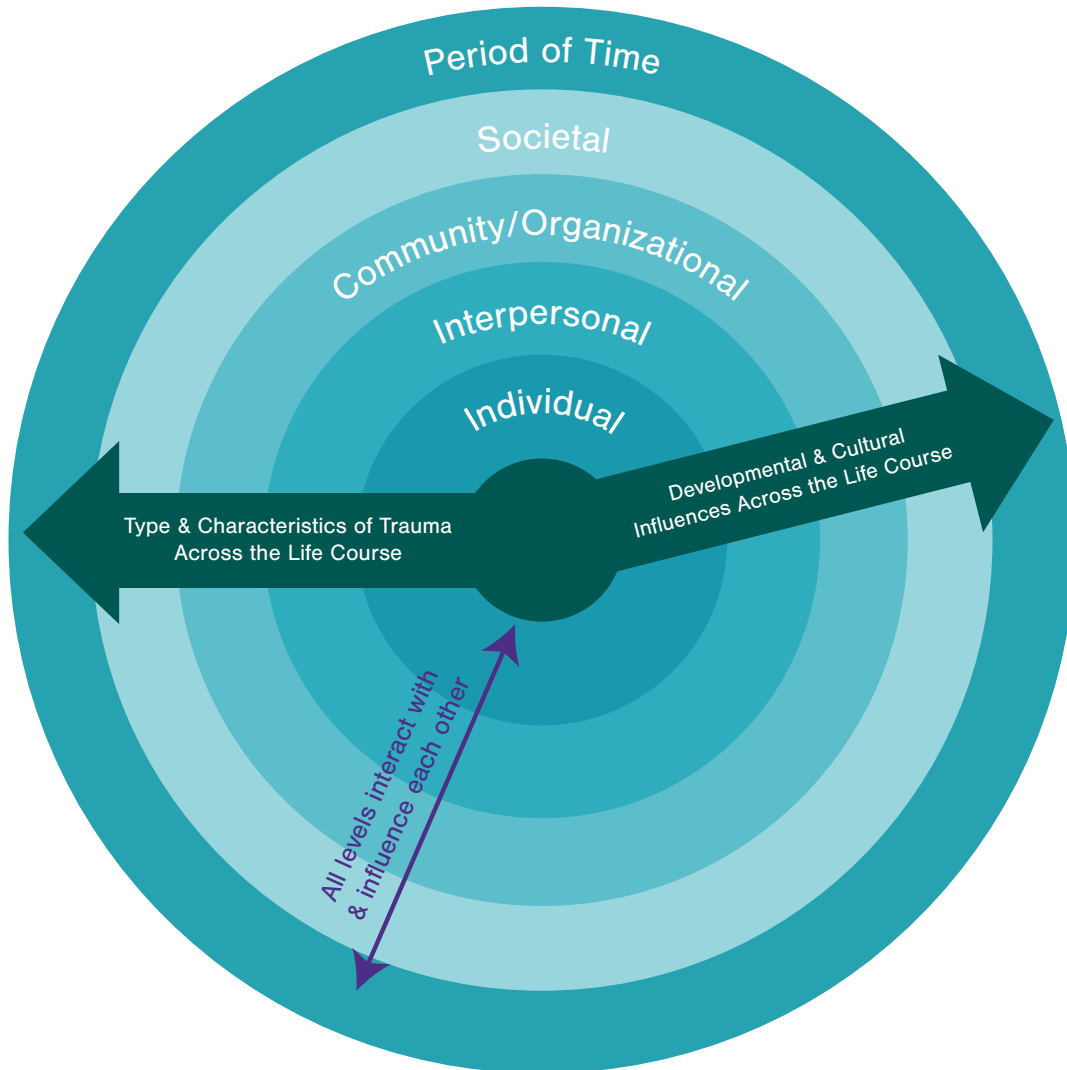 Period of Time
Societal
Community/Organizational
Interpersonal
Individual
Developmental & Cultural
Influences Across the Life Course
Type & Characteristics of Trauma
Across the Life Course
All levels interact with
& influence each other